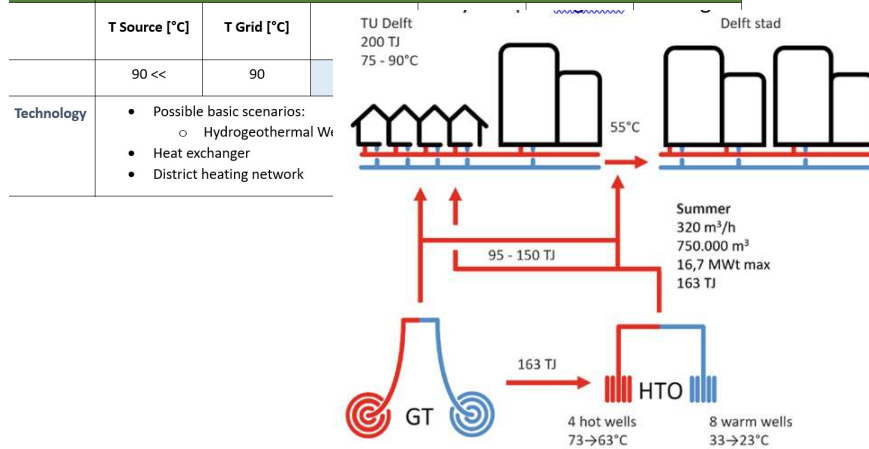 T Source [°C] T Grid [°C]
90 << 90
Technology
• Possible basic scenarios:
o Hydrogeothermal We
• Heat exchanger
• District heating network
TU Delft
200 TJ
75 - 90°C
Delft stad
55°C
Summer
320 m³/h
750.000 m³
16,7 MWt max
163 TJ
95 - 150 TJ
163 TJ
GT
HTO
4 hot wells
73→63°C
8 warm wells
33→23°C